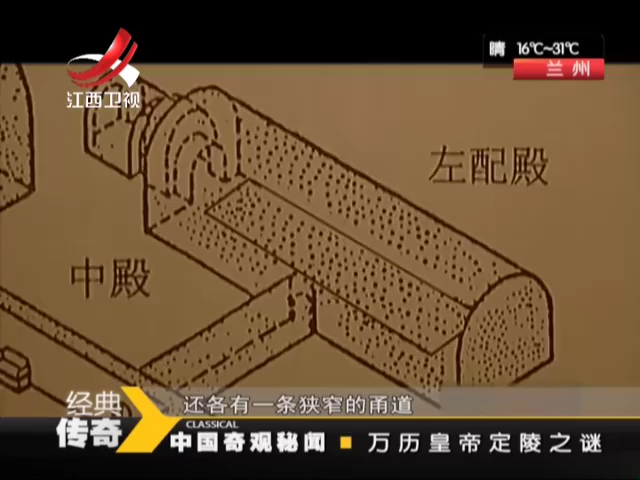 晴 16℃~31℃
兰州
江西卫视
左配殿
中殿
还各有一条狭窄的甬道
经典
传奇
CLASSICAL
中国奇观秘闻 ■ 万历皇帝定陵之谜